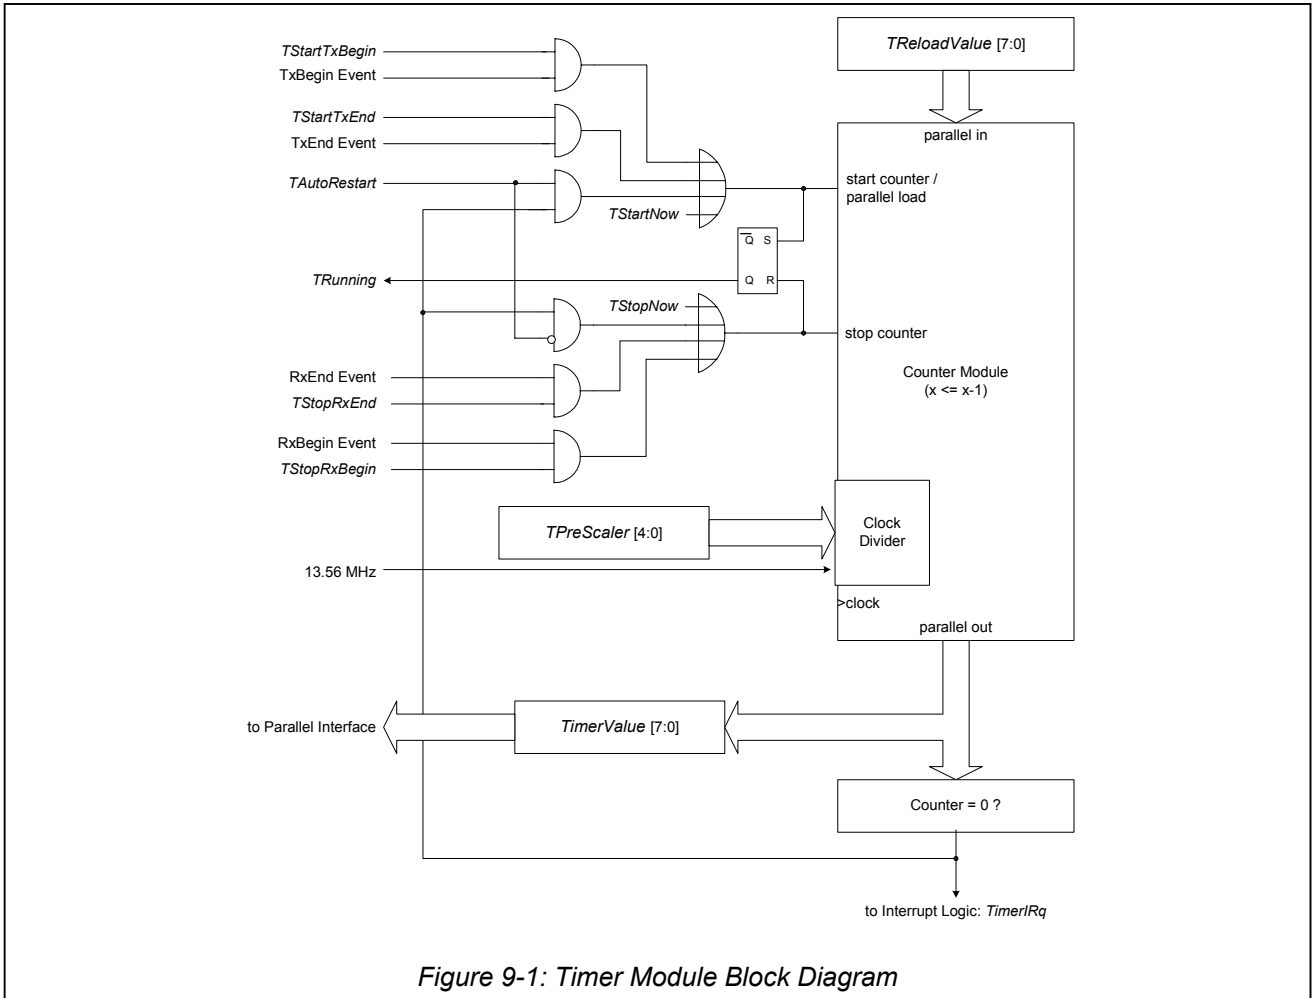 TReloadValue [7:0]
TStartTxBegin
TxBegin Event
TStartTxEnd
TxEnd Event
TAutoRestart
TStartNow
parallel in
start counter /
parallel load
Q S
Q R
TRunning
TStopNow
stop counter
Counter Module
(x <= x-1)
RxEnd Event
TStopRxEnd
RxBegin Event
TStopRxBegin
TPreScaler [4:0]
Clock
Divider
13.56 MHz
>clock
parallel out
to Parallel Interface
TimerValue [7:0]
Counter = 0 ?
to Interrupt Logic: TimerIRq
Figure 9-1: Timer Module Block Diagram